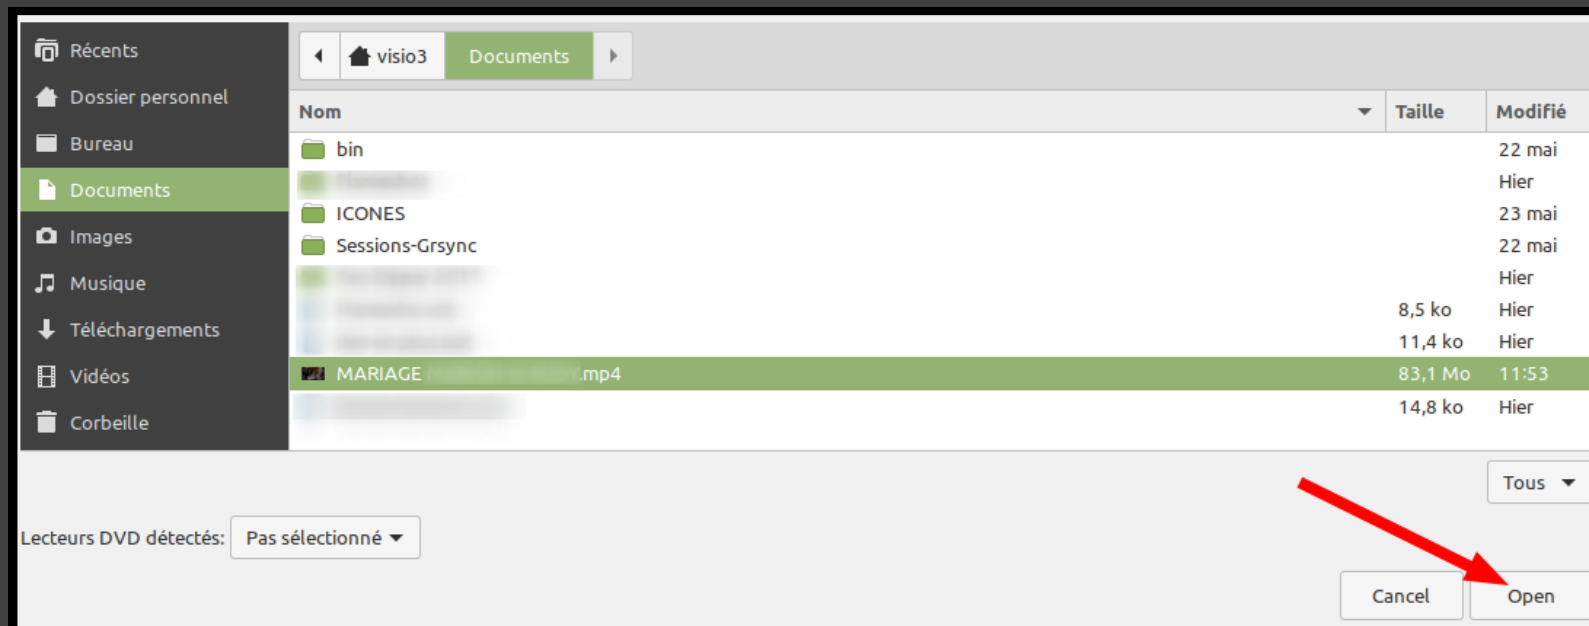 Récents
Dossier personnel
Bureau
Documents
Images
Musique
Téléchargements
Vidéos
Corbeille
visio3 Documents
Nom Taille Modifié
bin 22 mai
Hier
ICONES 23 mai
Sessions-Grsync 22 mai
Hier
8,5 ko Hier
11,4 ko Hier
MARIAGE .mp4 83,1 Mo 11:53
14,8 ko Hier
Tous
Lecteurs DVD détectés: Pas sélectionné
Cancel Open